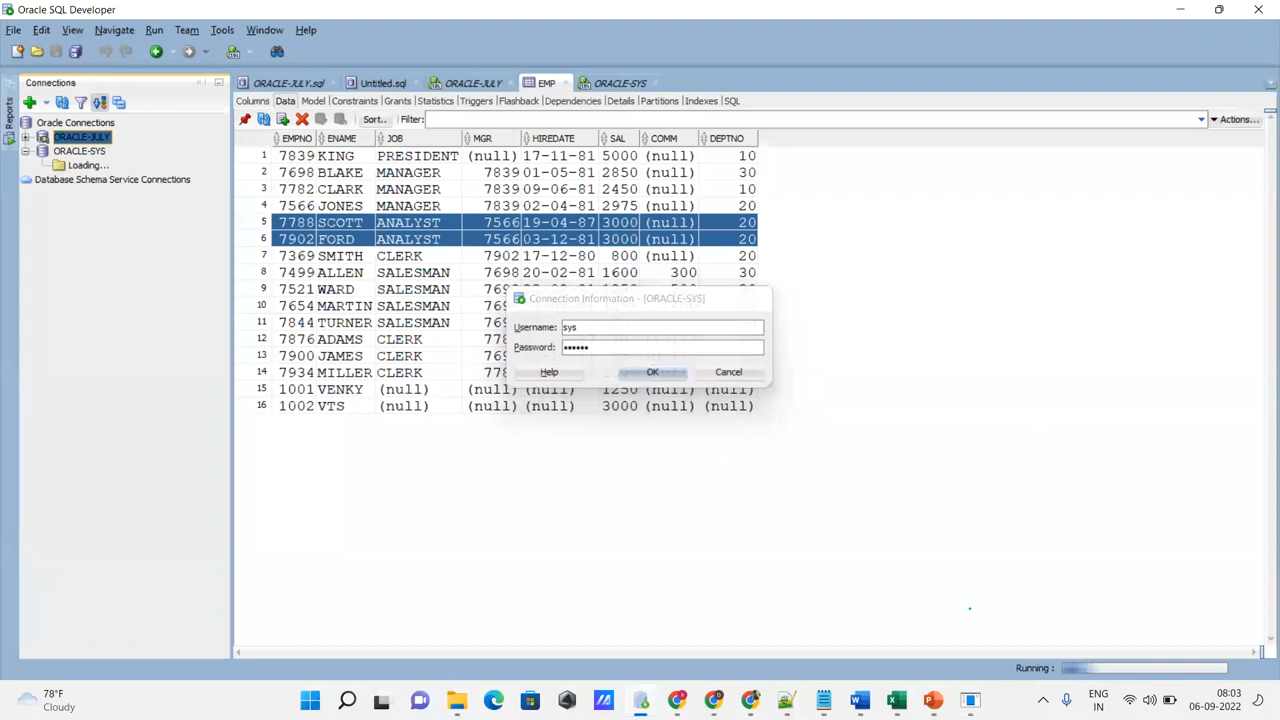 Oracle SQL Developer
File Edit View Navigate Run Team Tools Window Help
Connections
ORACLE-JULY.sql Untitled.sql ORACLE-JULY EMP ORACLE-SYS
Columns Data Model Constraints Grants Statistics Triggers Flashback Dependencies Details Partitions Indexes SQL
Sort.. Filter: Actions...
Reports
Oracle Connections
ORACLE-JULY
ORACLE-SYS
Loading...
Database Schema Service Connections
EMPNO ENAME JOB MGR HIREDATE SAL COMM DEPTNO
1 7839 KING PRESIDENT (null) 17-11-81 5000 (null) 10
2 7698 BLAKE MANAGER 7839 01-05-81 2850 (null) 30
3 7782 CLARK MANAGER 7839 09-06-81 2450 (null) 10
4 7566 JONES MANAGER 7839 02-04-81 2975 (null) 20
5 7788 SCOTT ANALYST 7566 19-04-87 3000 (null) 20
6 7902 FORD ANALYST 7566 03-12-81 3000 (null) 20
7 7369 SMITH CLERK 7902 17-12-80 800 (null) 20
8 7499 ALLEN SALESMAN 7698 20-02-81 1600 300 30
9 7521 WARD SALESMAN
10 7654 MARTIN SALESMAN
11 7844 TURNER SALESMAN
12 7876 ADAMS CLERK
13 7900 JAMES CLERK
14 7934 MILLER CLERK
15 1001 VENKY (null) (null) (null) 1250 (null) (null)
16 1002 VTS (null) (null) (null) 3000 (null) (null)
Connection Information - [ORACLE-SYS]
Username: sys
Password: ••••••
Help OK Cancel
Running :
78°F
Cloudy
ENG
IN
08:03
06-09-2022